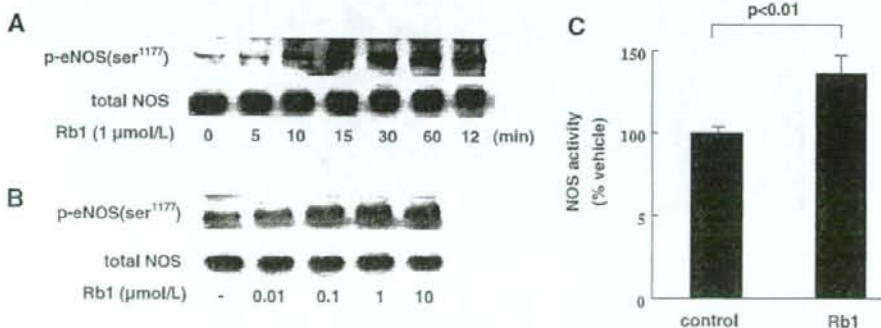 A
p-eNOS(ser1177)
total NOS
Rb1 (1 µmol/L) 0 5 10 15 30 60 12 (min)
B
p-eNOS(ser1177)
total NOS
Rb1 (µmol/L) - 0.01 0.1 1 10
C
p<0.01
NOS activity
(% vehicle)
150
100
5
0
control Rb1